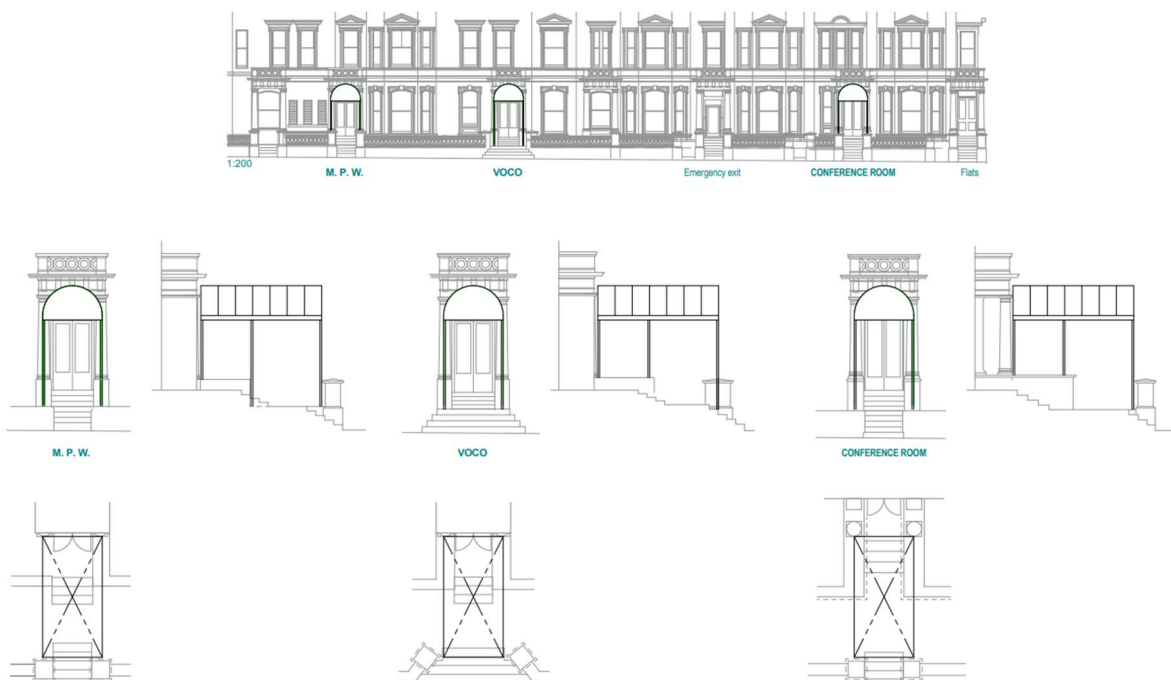 1:200
M. P. W.
VOCO
Emergency exit
CONFERENCE ROOM
Flats
M. P. W.
VOCO
CONFERENCE ROOM